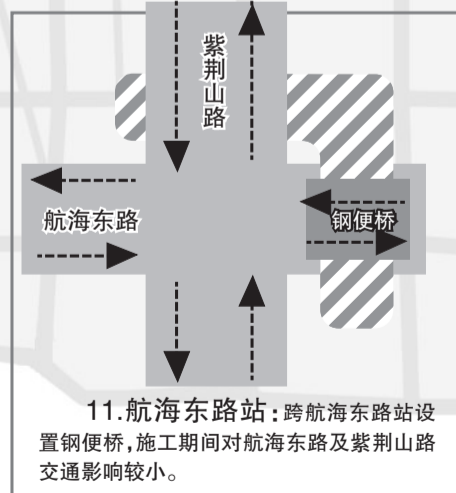 紫荆山路
航海东路
钢便桥
11.航海东路站:跨航海东路站设
置钢便桥,施工期间对航海东路及紫荆山路
交通影响较小。